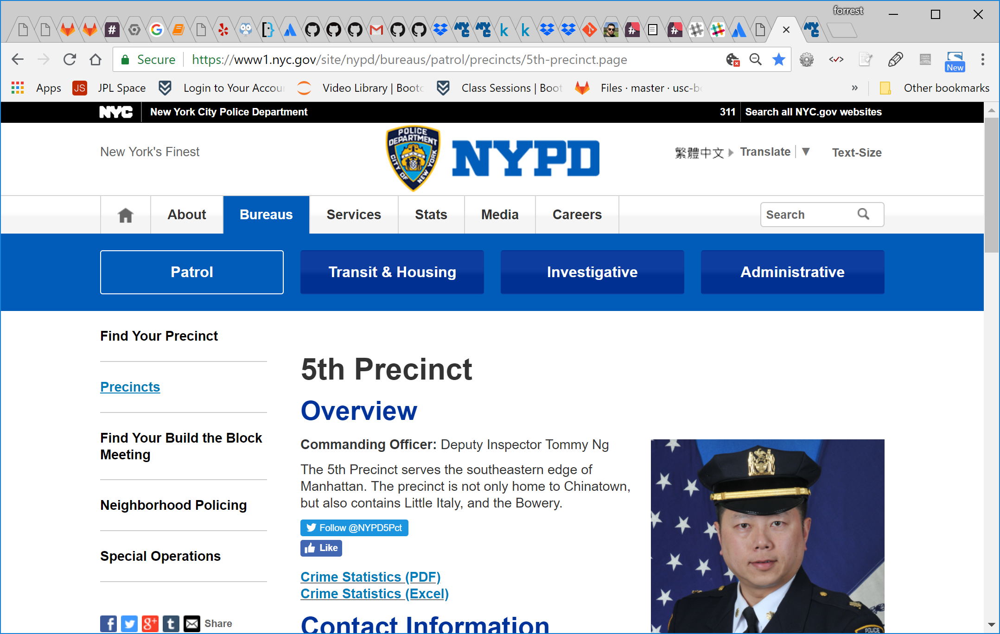 forrest
Secure https://www1.nyc.gov/site/nypd/bureaus/patrol/precincts/5th-precinct.page
New
Apps JS JPL Space Login to Your Accou Video Library | Bootc Class Sessions | Boot Files · master · usc-bo » Other bookmarks
NYC New York City Police Department 311 Search all NYC.gov websites
New York's Finest
POLICE DEPARTMENT CITY OF NEW YORK
NYPD
繁體中文 Translate ▼ Text-Size
About Bureaus Services Stats Media Careers Search
Patrol Transit & Housing Investigative Administrative
Find Your Precinct
Precincts
Find Your Build the Block
Meeting
Neighborhood Policing
Special Operations
Share
5th Precinct
Overview
Commanding Officer: Deputy Inspector Tommy Ng
The 5th Precinct serves the southeastern edge of
Manhattan. The precinct is not only home to Chinatown,
but also contains Little Italy, and the Bowery.
Follow @NYPD5Pct
Like
Crime Statistics (PDF)
Crime Statistics (Excel)
Contact Information
POLICE